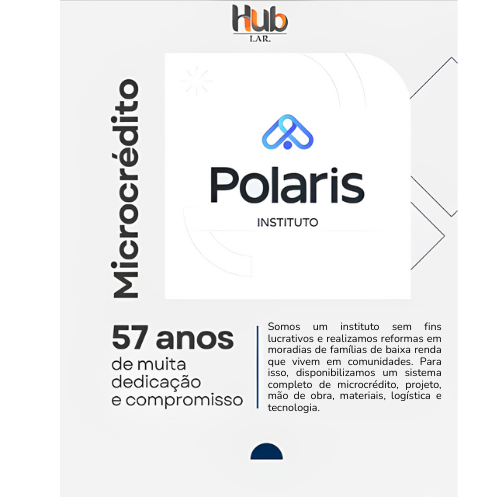 Hub
LAR.
Microcrédito
Polaris
INSTITUTO
57 anos
de muita
dedicação
e compromisso
Somos um instituto sem fins
lucrativos e realizamos reformas em
moradias de famílias de baixa renda
que vivem em comunidades. Para
isso, disponibilizamos um sistema
completo de microcrédito, projeto,
mão de obra, materiais, logística e
tecnologia.